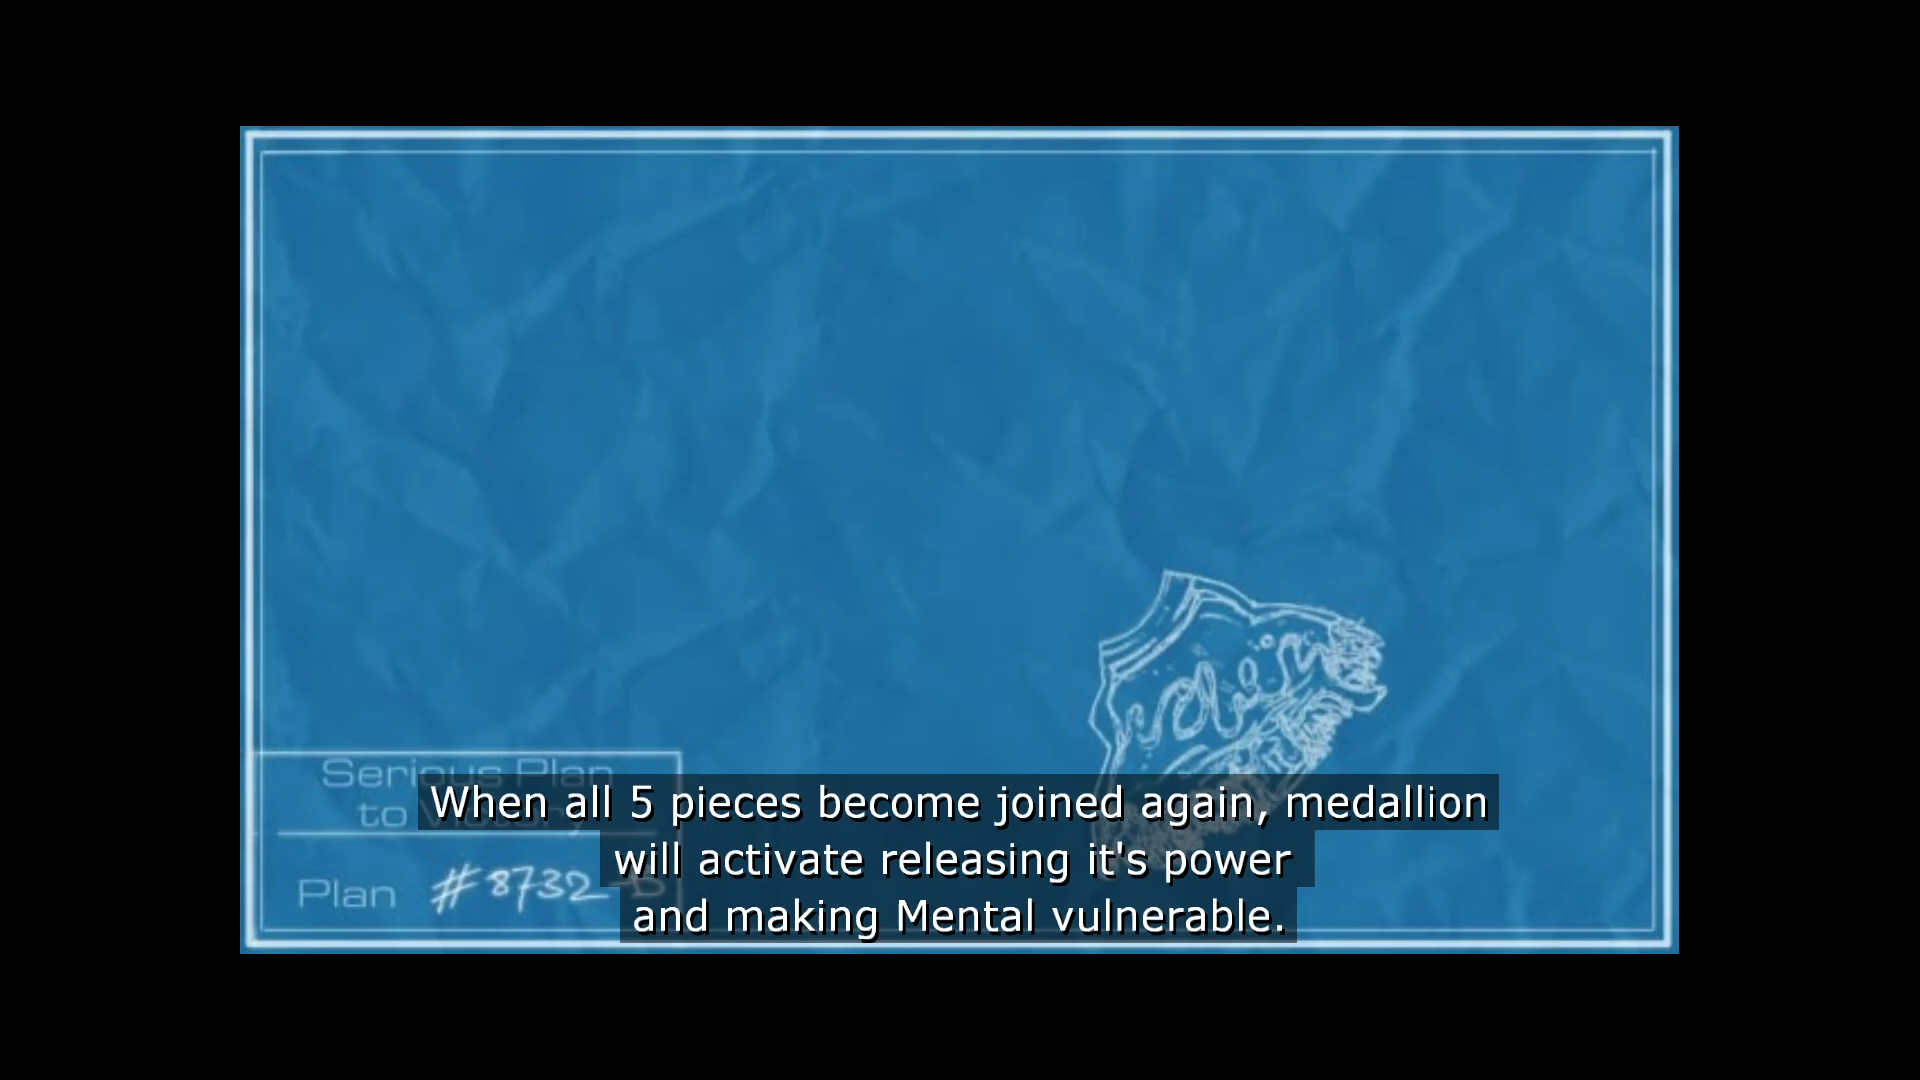 Serious Plan
to Victory
Plan #8732 -B
When all 5 pieces become joined again, medallion
will activate releasing it's power
and making Mental vulnerable.